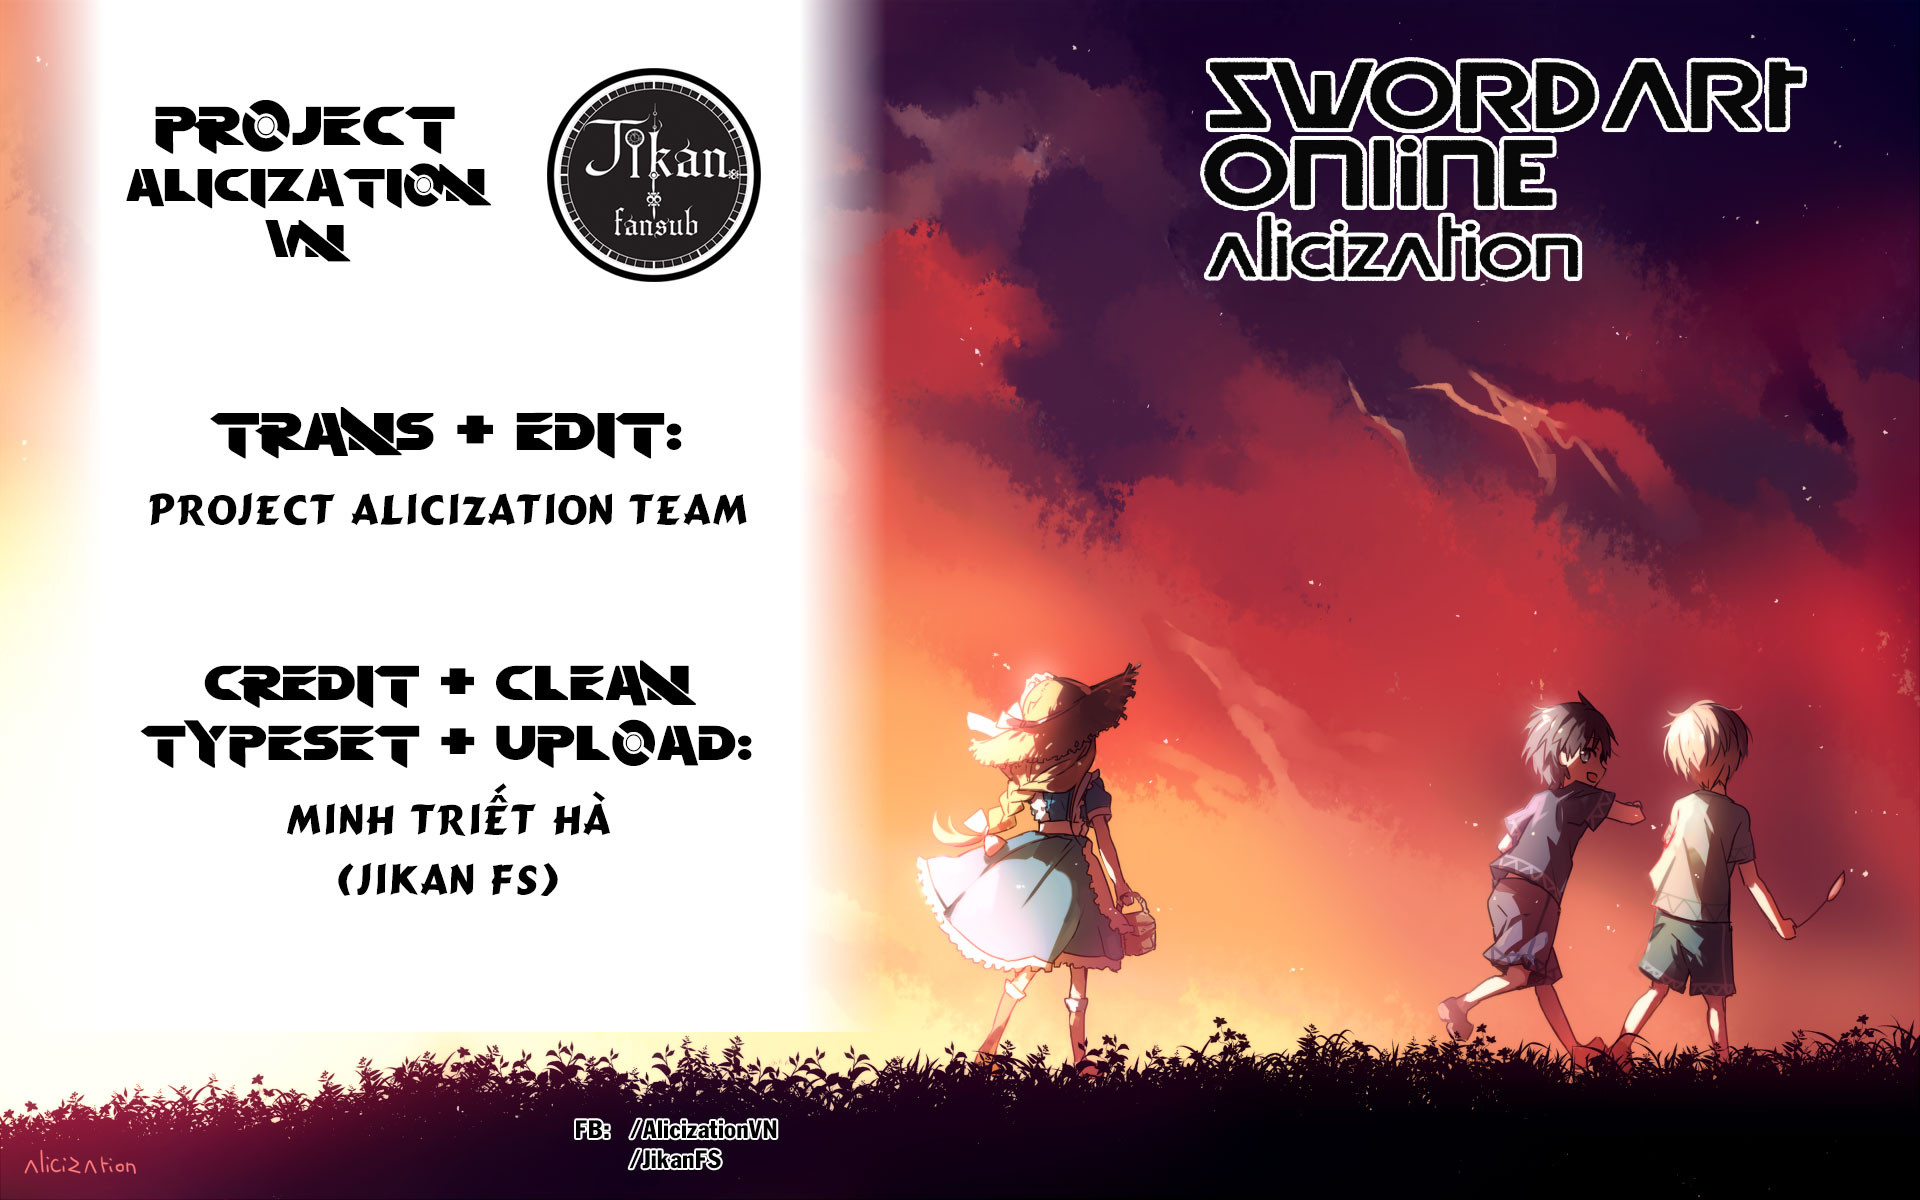 PROJECT
ALICIZATION
VN
Jikan
fansub
TRANS + EDIT:
PROJECT ALICIZATION TEAM
CREDIT + CLEAN
TYPESET + UPLOAD:
MINH TRIẾT HÀ
(JIKAN FS)
SWORD ART
ONLINE
alicization
FB: /AlicizationVN
/JikanFS
alicization